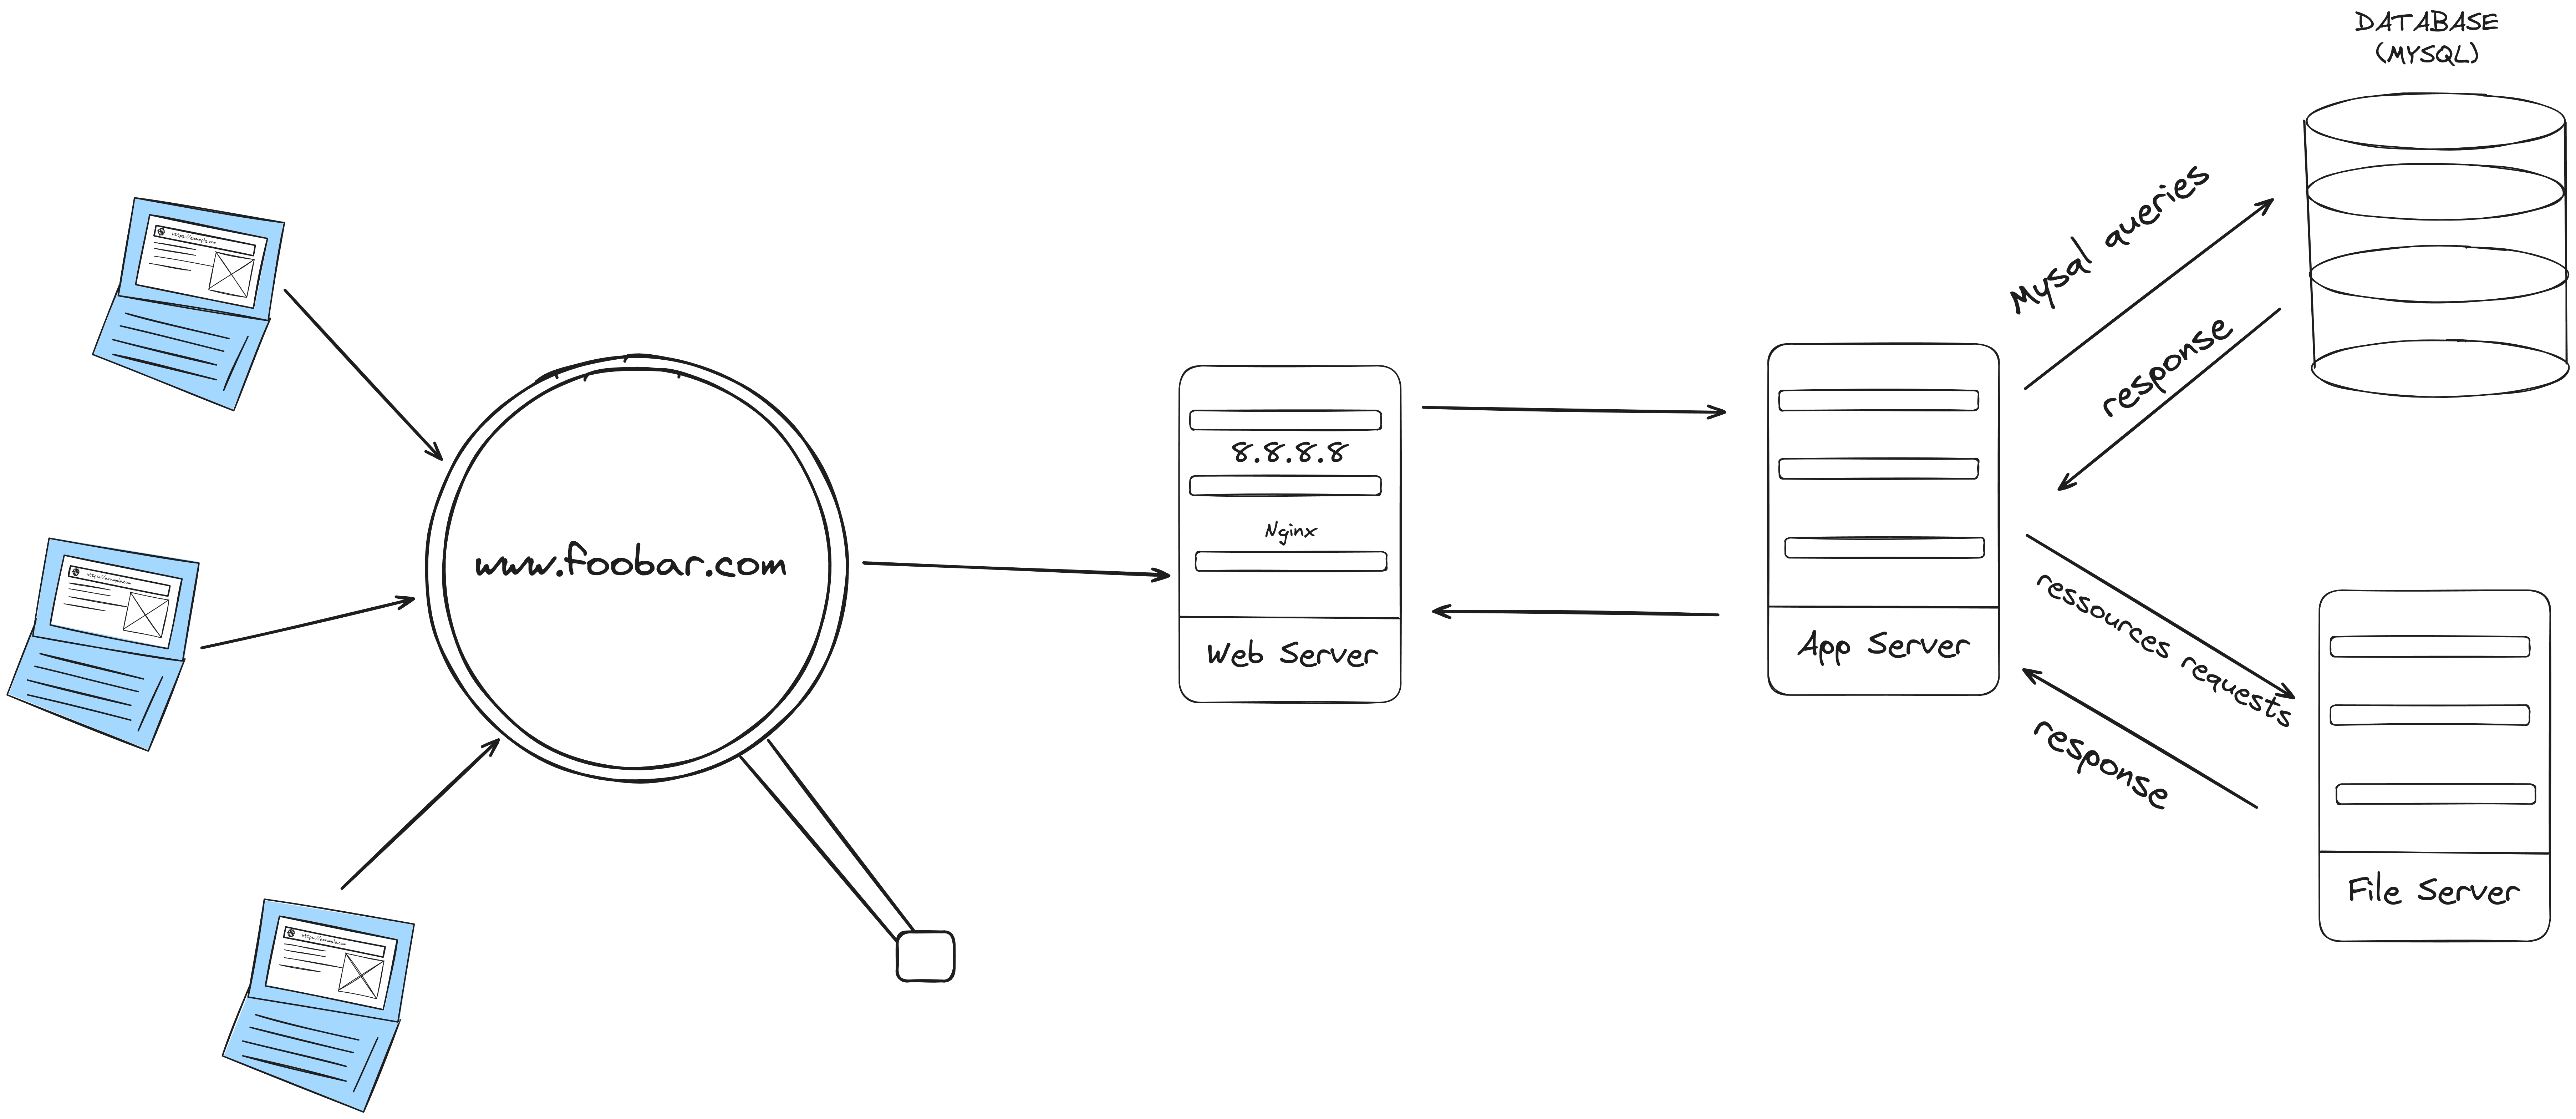 DATABASE
(MYSQL)
https://example.com
Mysql queries
response
8.8.8.8
Nginx
Web Server
App Server
www.foobar.com
https://example.com
ressources requests
response
File Server
https://example.com